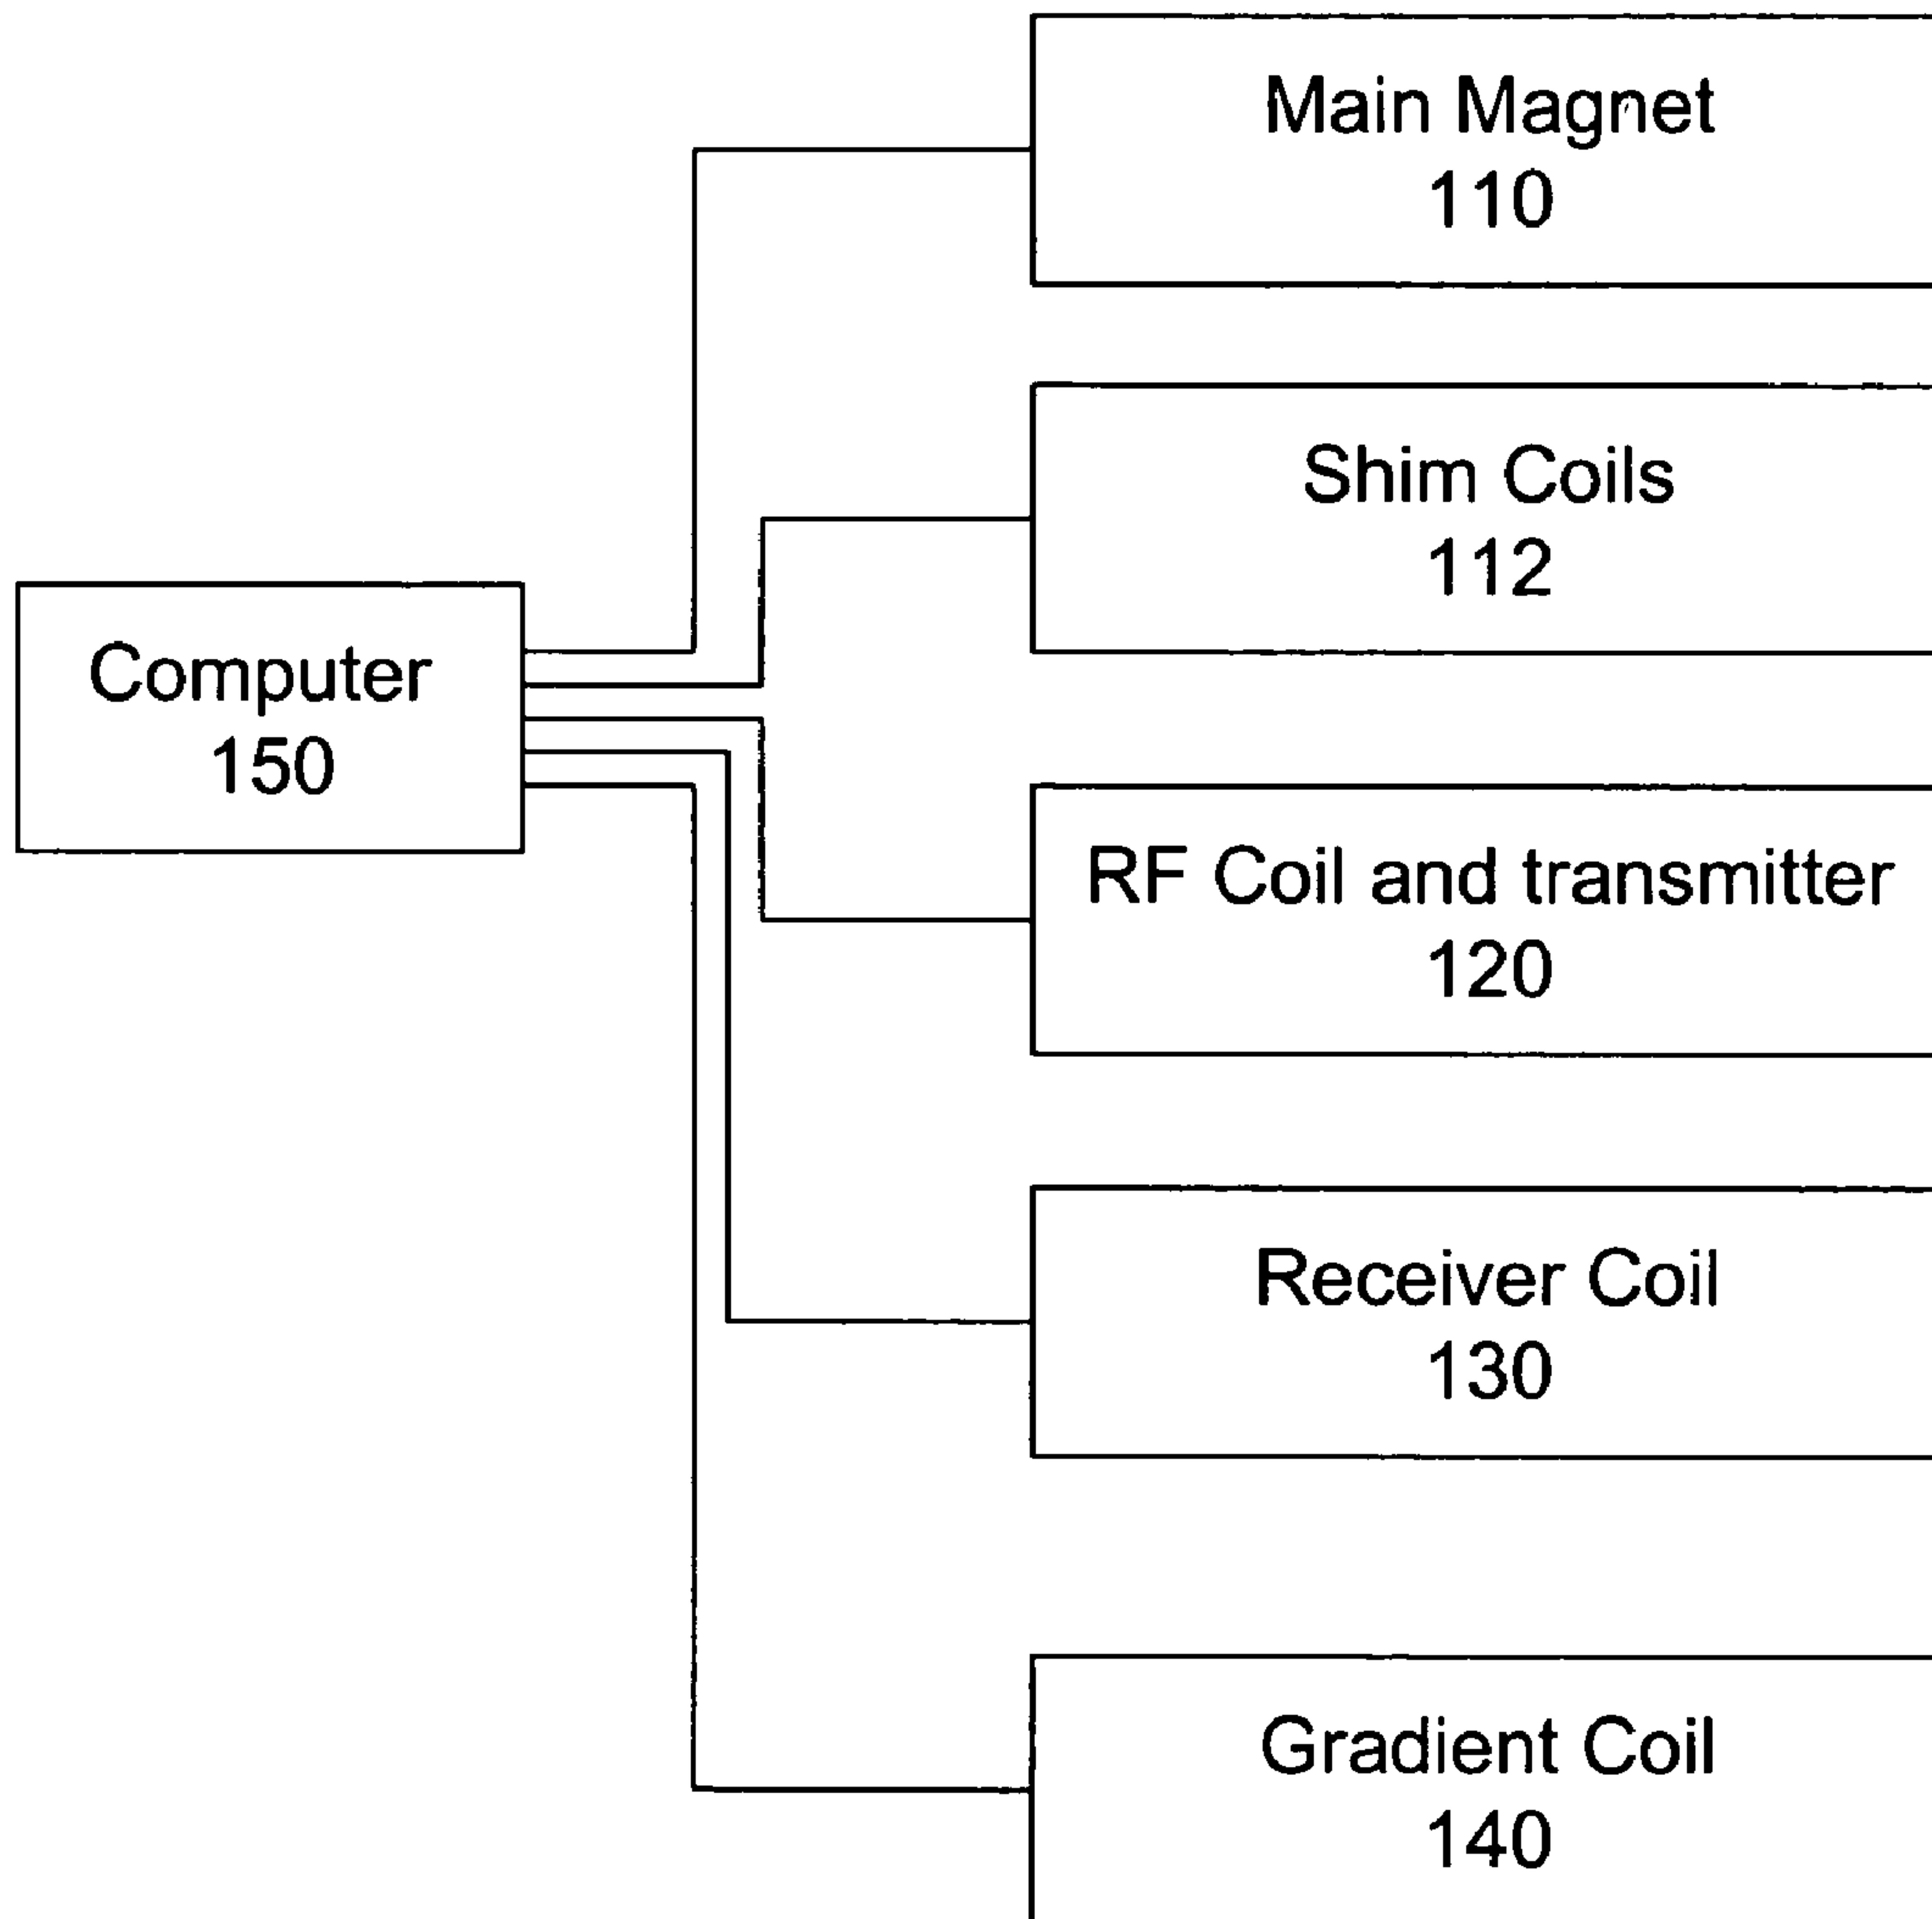 Main Magnet
110
Shim Coils
112
Computer
150
RF Coil and transmitter
120
Receiver Coil
130
Gradient Coil
140